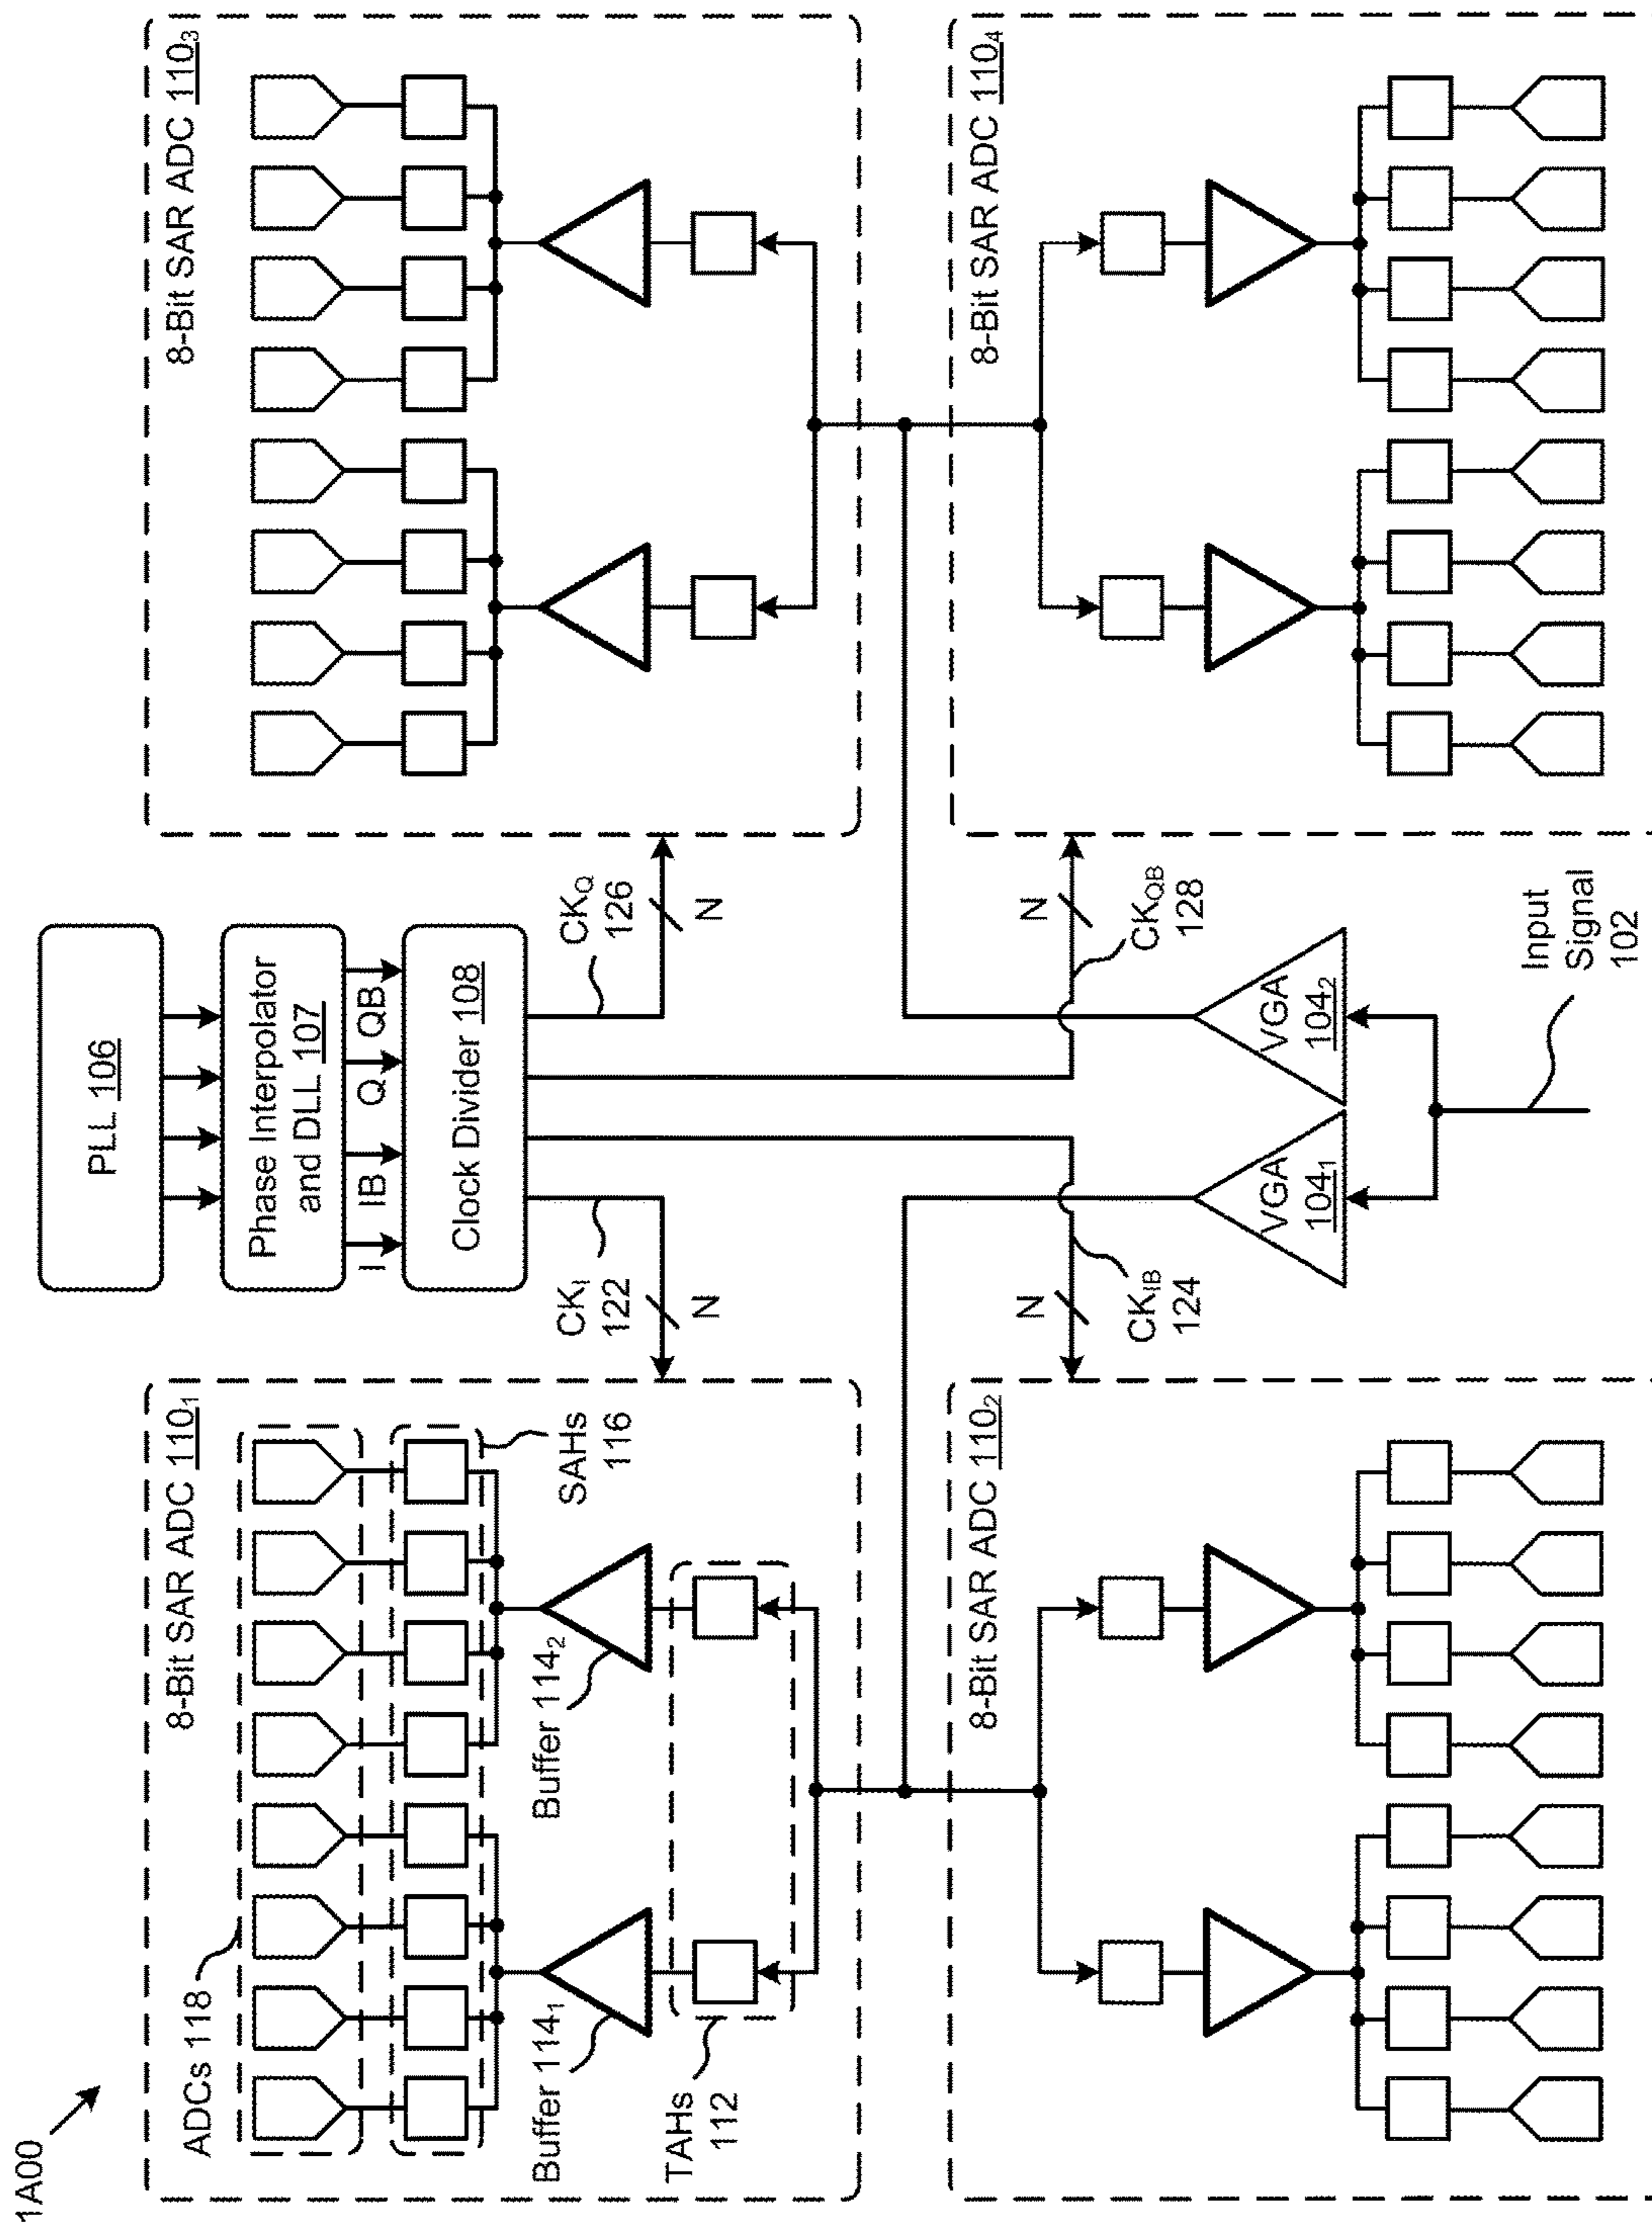 1A00
8-Bit SAR ADC 110₁
ADCs 118
SAHs
116
Buffer 114₁
Buffer 114₂
TAHs
112
PLL 106
Phase Interpolator
and DLL 107
I
IB
Q
QB
Clock Divider 108
CK_I
122
N
CK_Q
126
N
8-Bit SAR ADC 110₃
8-Bit SAR ADC 110₂
N
CK_IB
124
N
CK_QB
128
VGA
104₁
VGA
104₂
Input
Signal
102
8-Bit SAR ADC 110₄